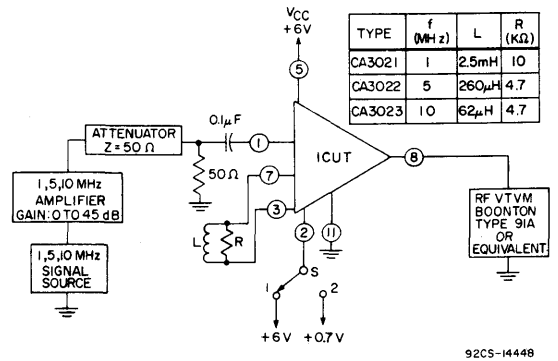 VCC
+6V
TYPE f (MHz) L R (KΩ)
CA3021 1 2.5mH 10
CA3022 5 260μH 4.7
CA3023 10 62μH 4.7
5
ATTENUATOR
Z = 50 Ω
0.1μF
1
50Ω
7
ICUT
8
3
2
11
L
R
1,5,10 MHz
AMPLIFIER
GAIN: 0 TO 45 dB
1,5,10 MHz
SIGNAL
SOURCE
RF VTVM
BOONTON
TYPE 91A
OR
EQUIVALENT
S
1
2
+6V
+0.7V
92CS-14448